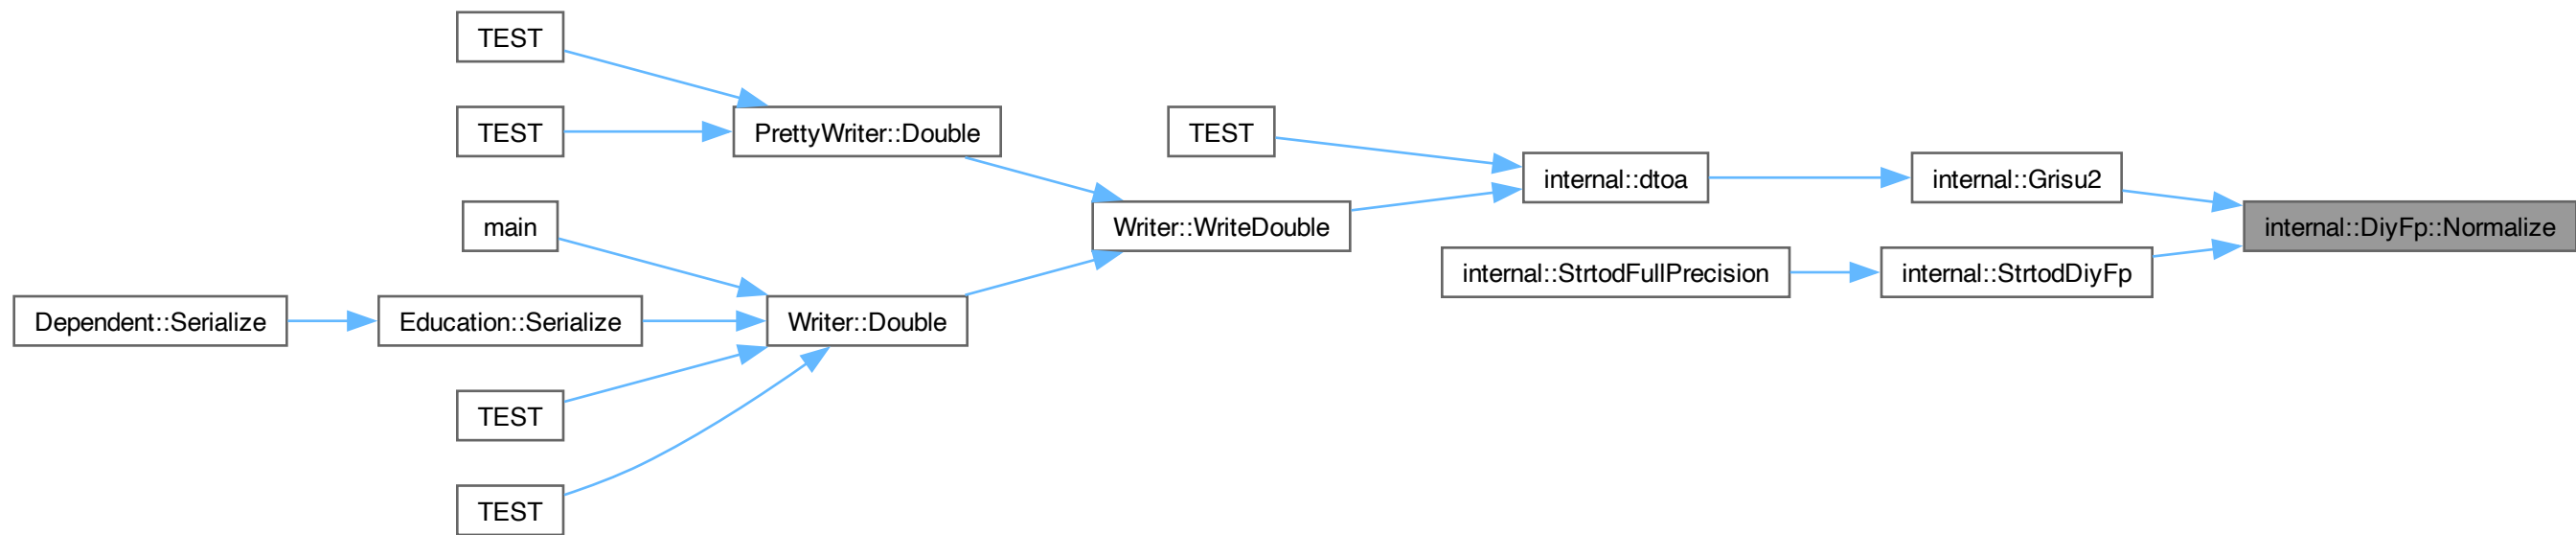 TEST
TEST
PrettyWriter::Double
TEST
internal::dtoa
internal::Grisu2
main
Writer::WriteDouble
internal::DiyFp::Normalize
internal::StrtodFullPrecision
internal::StrtodDiyFp
Dependent::Serialize
Education::Serialize
Writer::Double
TEST
TEST